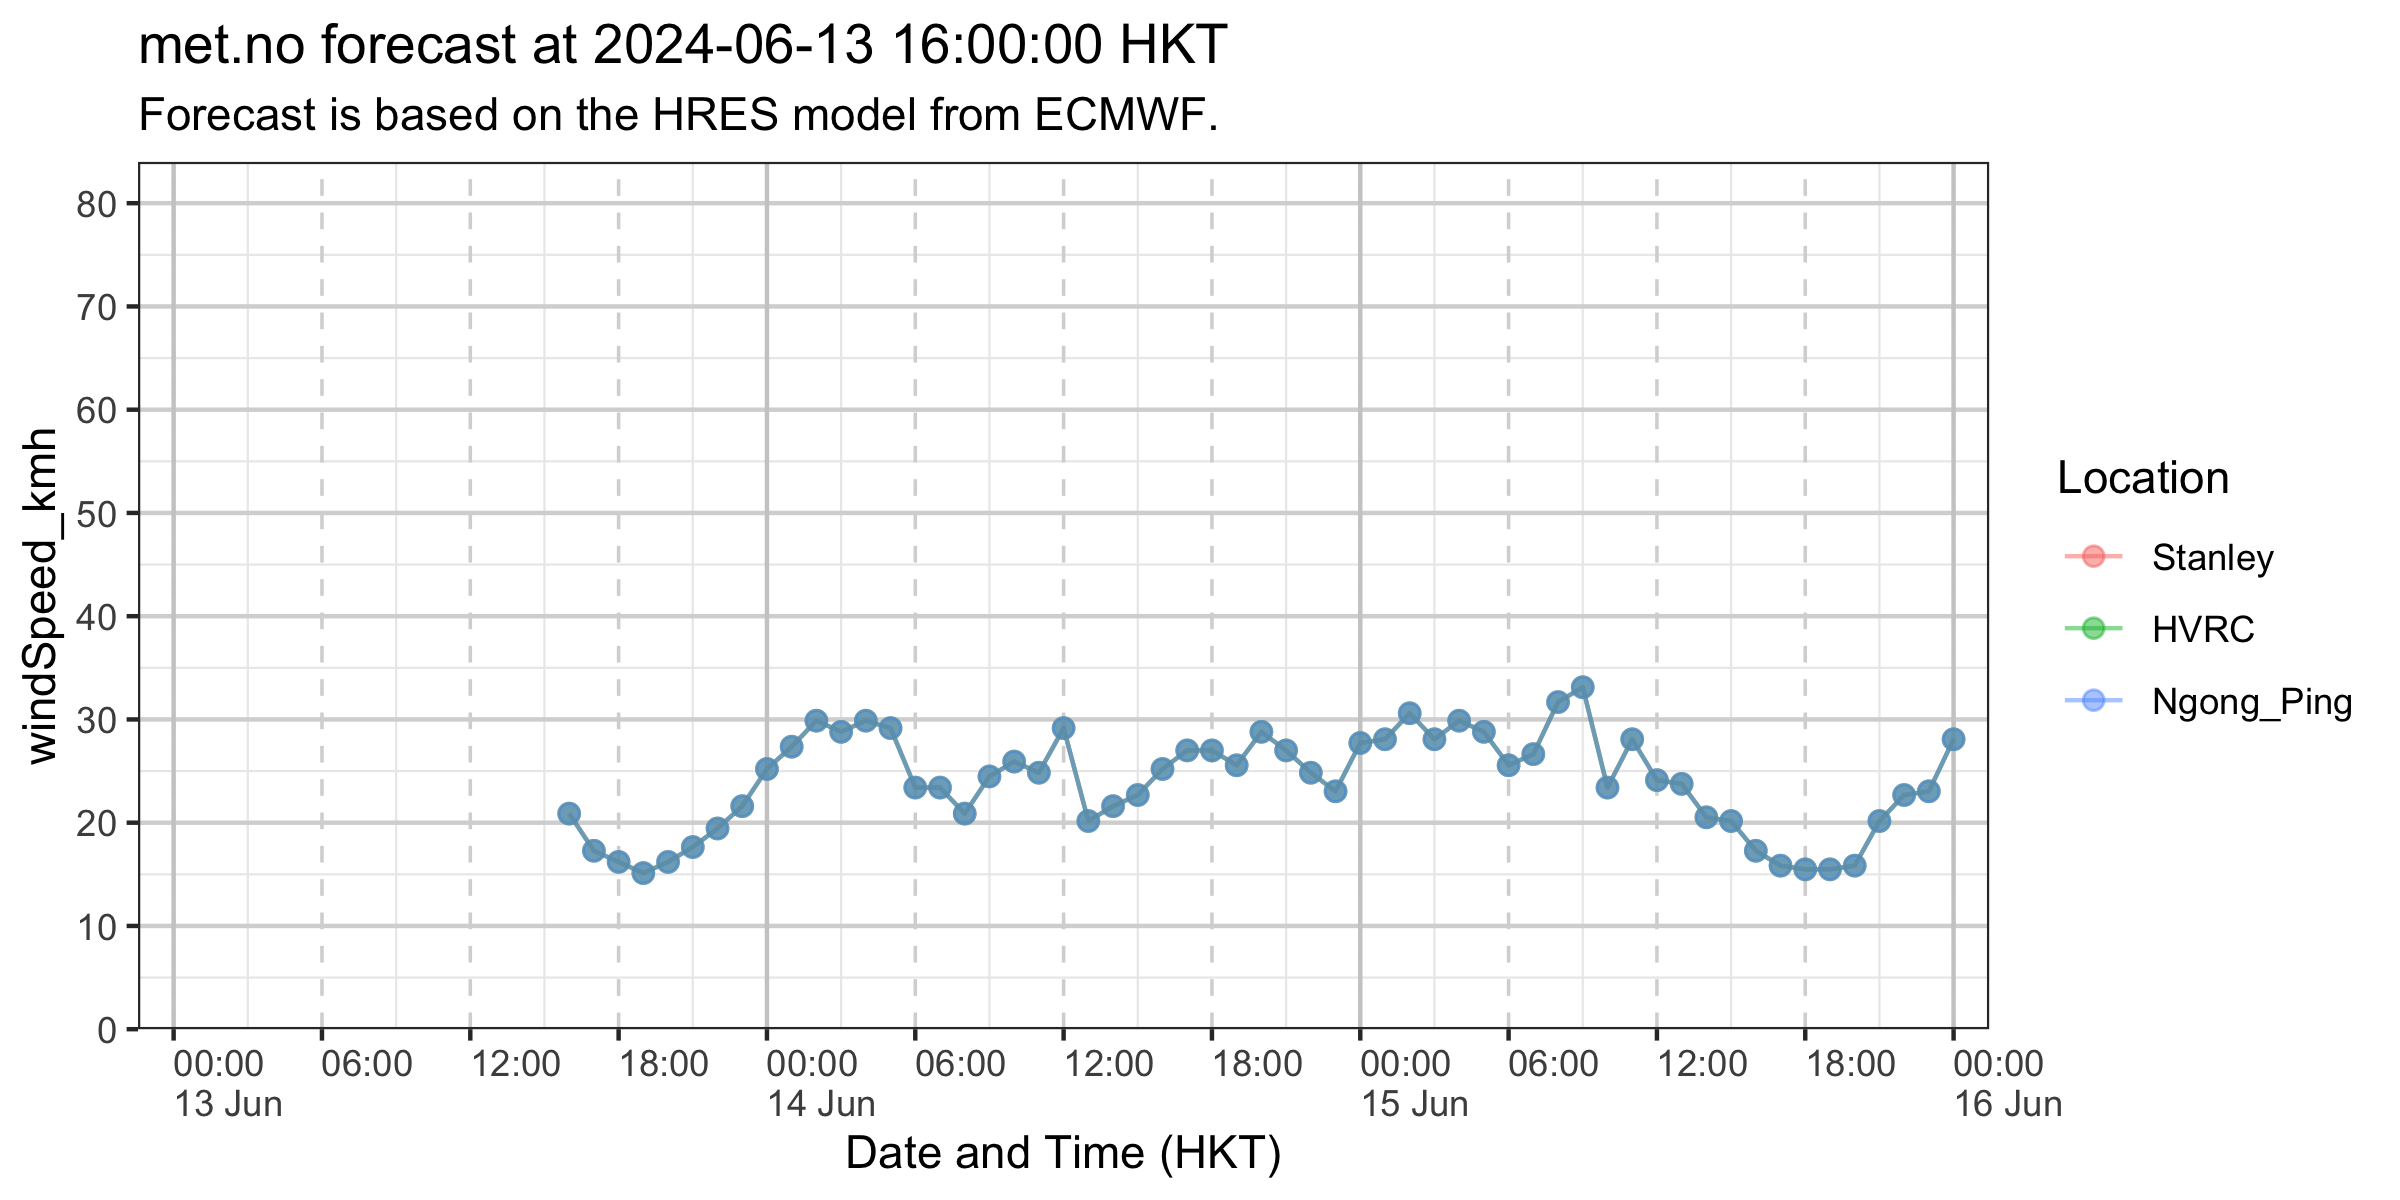 met.no forecast at 2024-06-13 16:00:00 HKT
Forecast is based on the HRES model from ECMWF.
windSpeed_kmh
80
70
60
50
40
30
20
10
0
00:00 06:00 12:00 18:00 00:00 06:00 12:00 18:00 00:00 06:00 12:00 18:00 00:00
13 Jun 14 Jun 15 Jun 16 Jun
Date and Time (HKT)
Location
Stanley
HVRC
Ngong_Ping